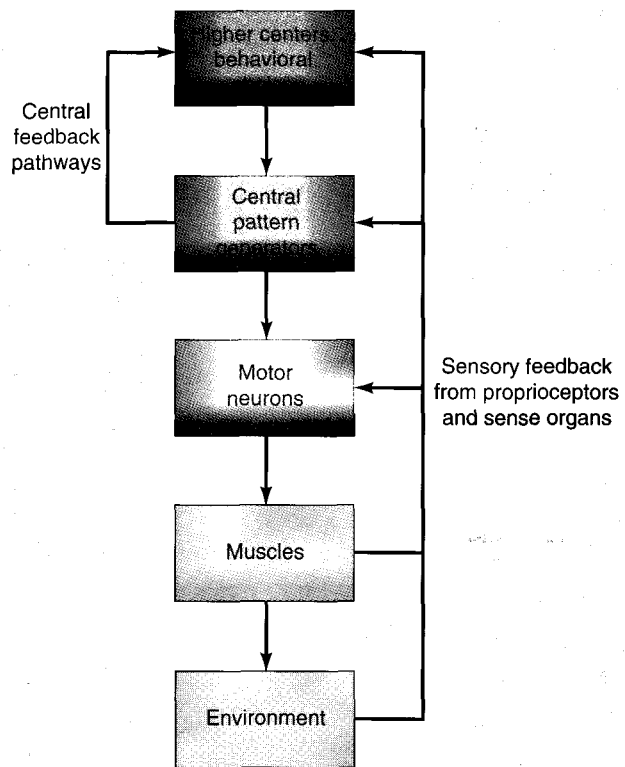 Higher centers
behavioral
Central
feedback
pathways
Central
pattern
generators
Motor
neurons
Sensory feedback
from proprioceptors
and sense organs
Muscles
Environment